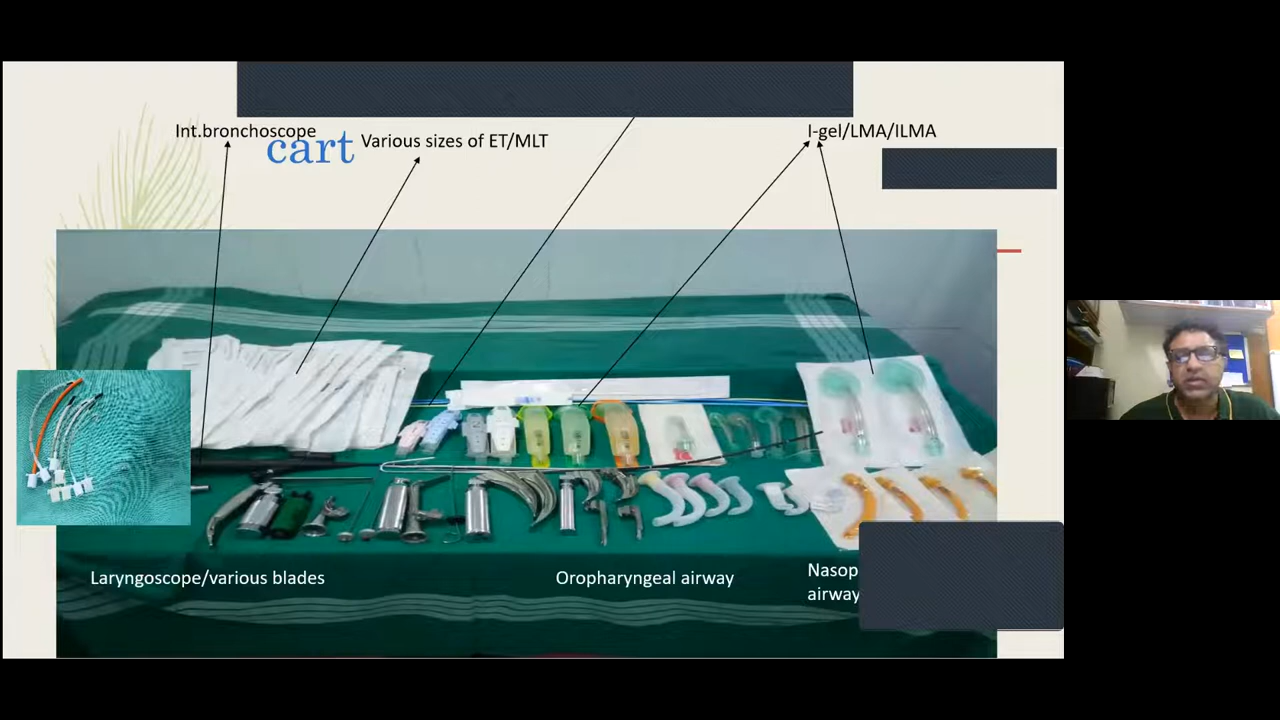 Int.bronchoscope
cart
Various sizes of ET/MLT
I-gel/LMA/ILMA
Laryngoscope/various blades
Oropharyngeal airway
Nasop
airway